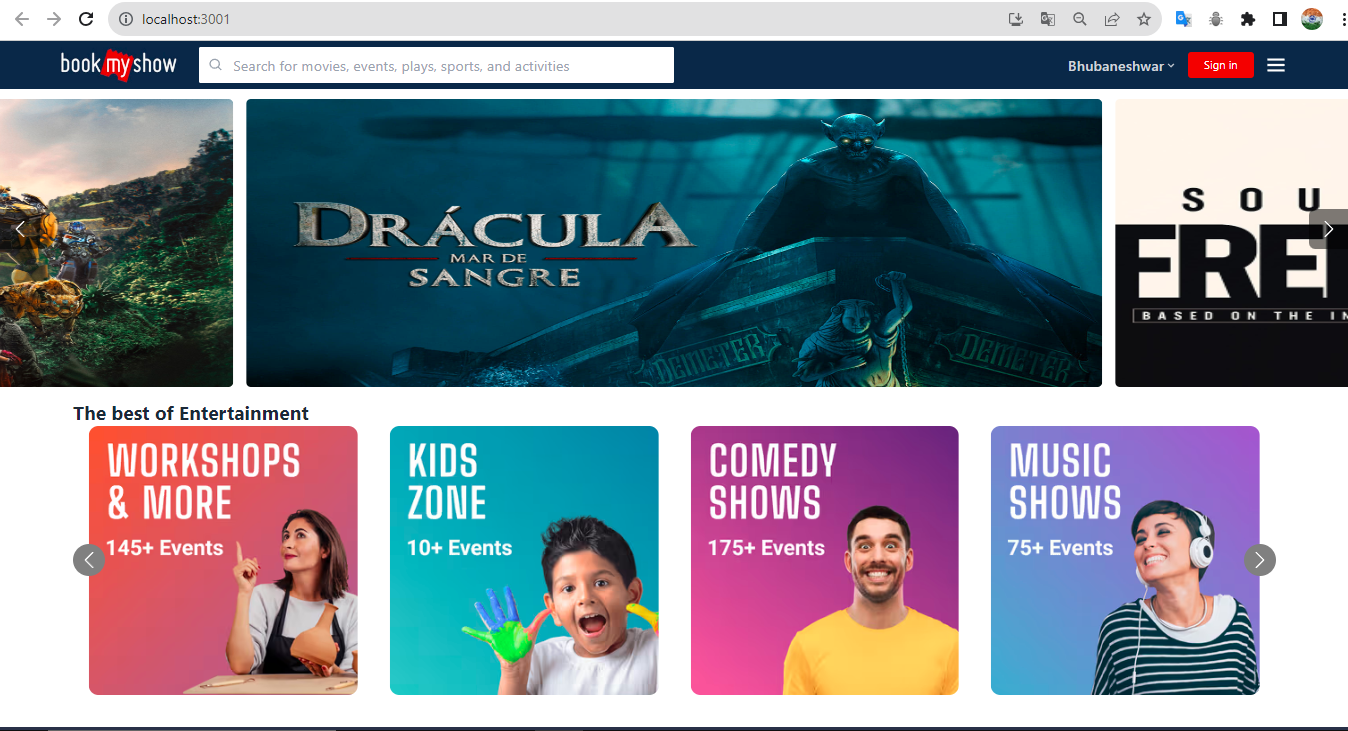 localhost:3001
book my show
Search for movies, events, plays, sports, and activities
Bhubaneshwar
Sign in
DRÁCULA
MAR DE
SANGRE
DEMETER
DEMETER
SOU
FRE
BASED ON THE IN
The best of Entertainment
WORKSHOPS
& MORE
145+ Events
KIDS
ZONE
10+ Events
COMEDY
SHOWS
175+ Events
MUSIC
SHOWS
75+ Events